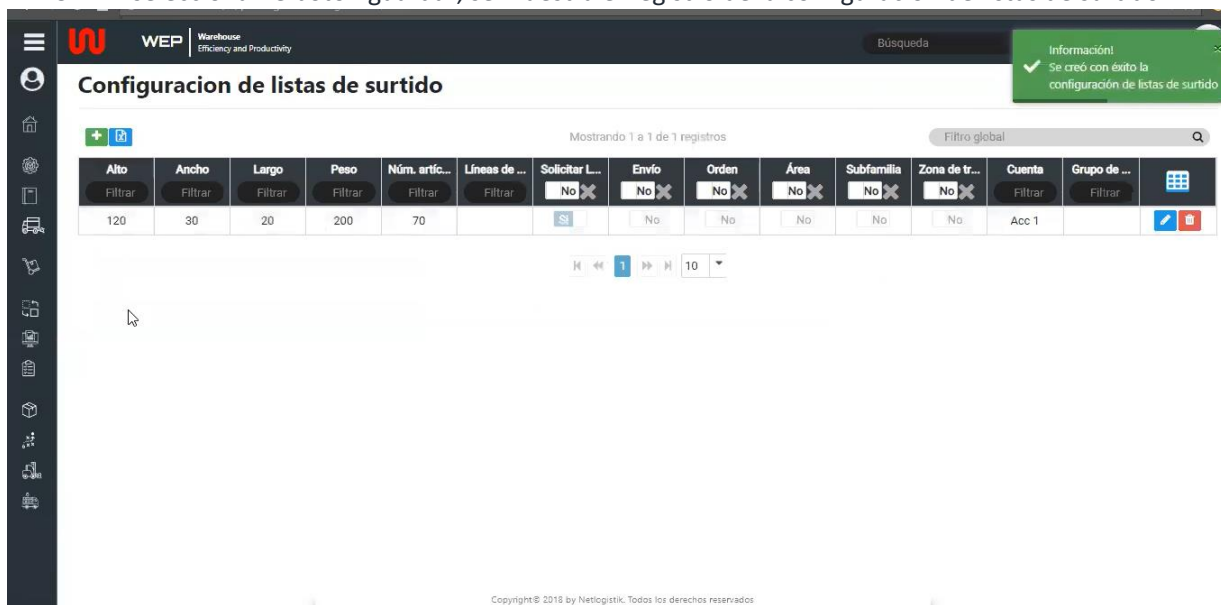 WEP Warehouse
Efficiency and Productivity
Búsqueda
Información!
Se creó con éxito la
configuración de listas de surtido
Configuracion de listas de surtido
Mostrando 1 a 1 de 1 registros
Filtro global
Alto Ancho Largo Peso Núm. artíc... Líneas de ... Solicitar L... Envío Orden Área Subfamilia Zona de tr... Cuenta Grupo de ...
Filtrar Filtrar Filtrar Filtrar Filtrar Filtrar No No No No No No Filtrar Filtrar
120 30 20 200 70 Si No No No No No Acc 1
1 10
Copyright® 2018 by Netlogistik. Todos los derechos reservados